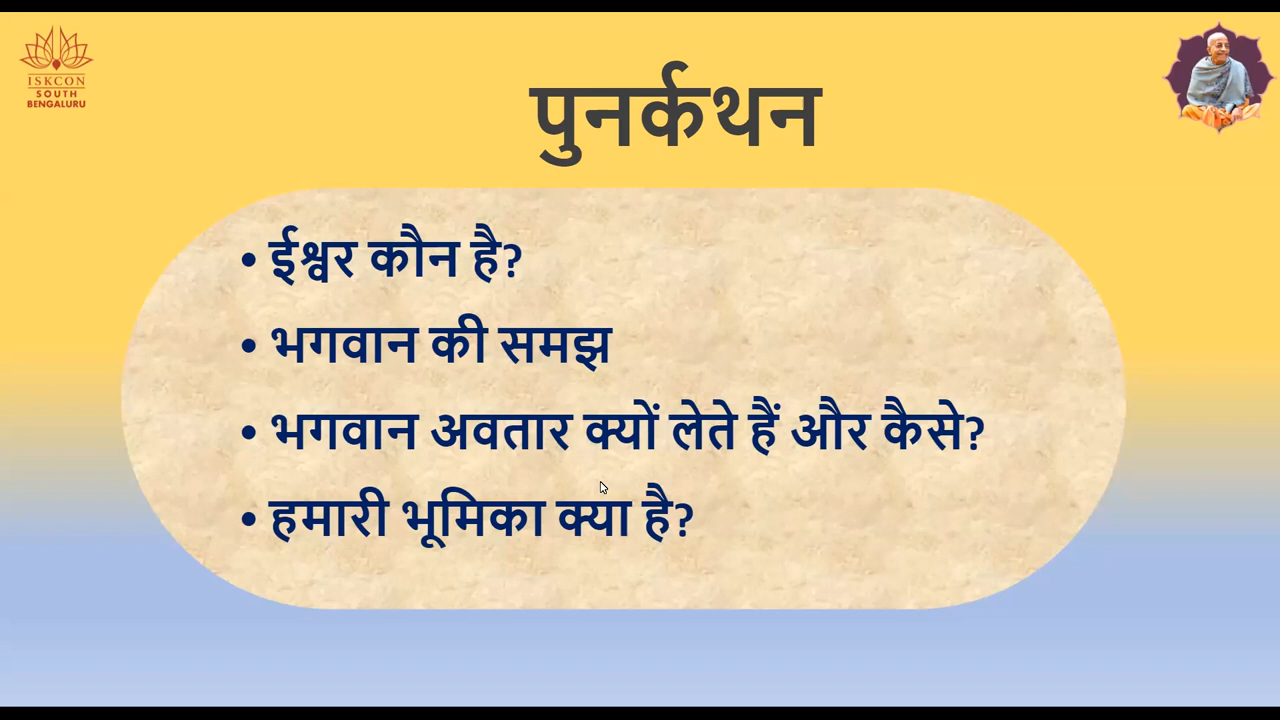 ISKCON
SOUTH
BENGALURU
पुनर्कथन
• ईश्वर कौन है?
• भगवान की समझ
• भगवान अवतार क्यों लेते हैं और कैसे?
• हमारी भूमिका क्या है?